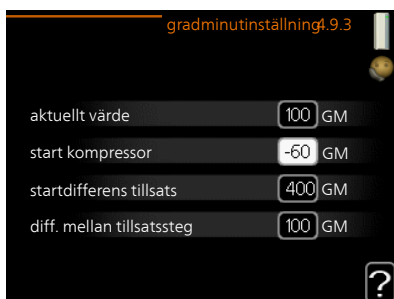 gradminutinställning 4.9.3
aktuellt värde 100 GM
start kompressor -60 GM
startdifferens tillsats 400 GM
diff. mellan tillsatssteg 100 GM
?